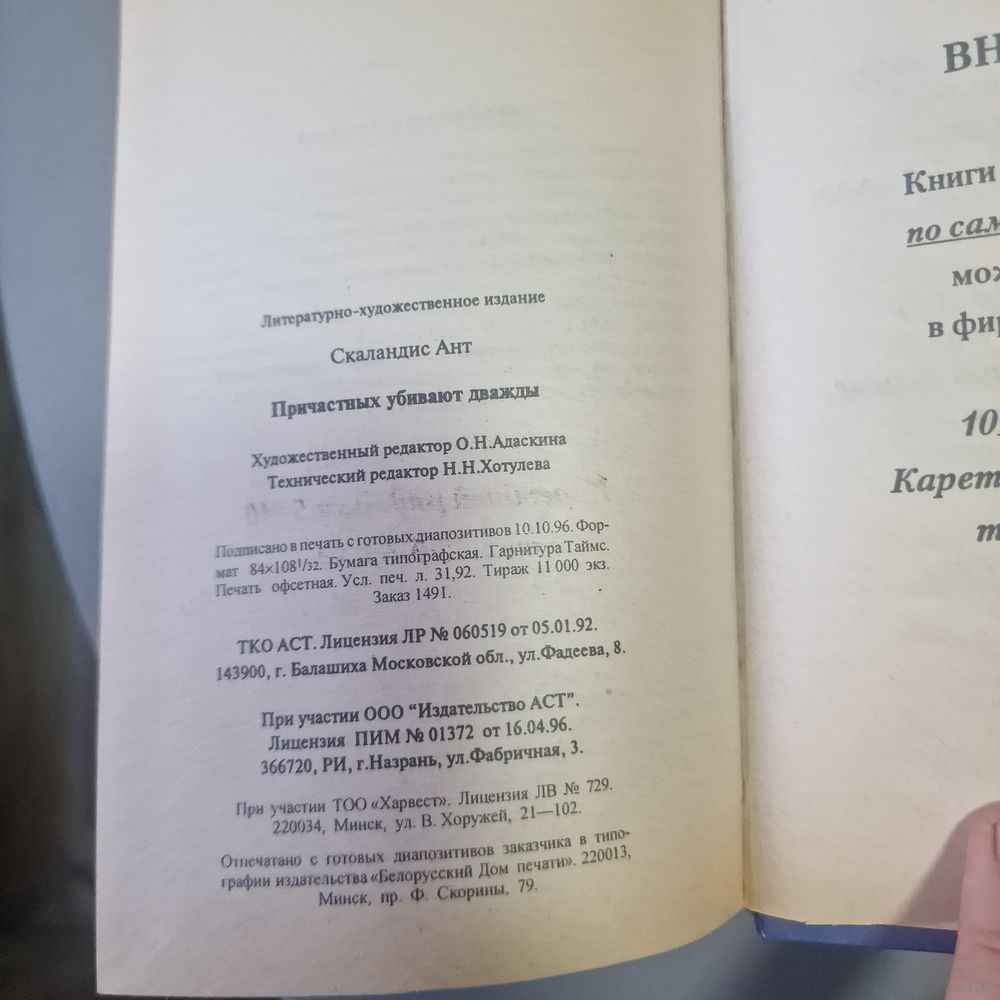 Литературно-художественное издание
Скаландис Ант
Причастных убивают дважды
Художественный редактор О.Н.Адаскина
Технический редактор Н.Н.Хотулева
Подписано в печать с готовых диапозитивов 10.10.96. Фор-
мат 84×108¹/₃₂. Бумага типографская. Гарнитура Таймс.
Печать офсетная. Усл. печ. л. 31,92. Тираж 11 000 экз.
Заказ 1491.
ТКО АСТ. Лицензия ЛР № 060519 от 05.01.92.
143900, г. Балашиха Московской обл., ул.Фадеева, 8.
При участии ООО "Издательство АСТ".
Лицензия ПИМ № 01372 от 16.04.96.
366720, РИ, г.Назрань, ул.Фабричная, 3.
При участии ТОО «Харвест». Лицензия ЛВ № 729.
220034, Минск, ул. В. Хоружей, 21—102.
Отпечатано с готовых диапозитивов заказчика в типо-
графии издательства «Белорусский Дом печати». 220013,
Минск, пр. Ф. Скорины, 79.
ВН
Книги
по сам
мож
в фир
Карет
т